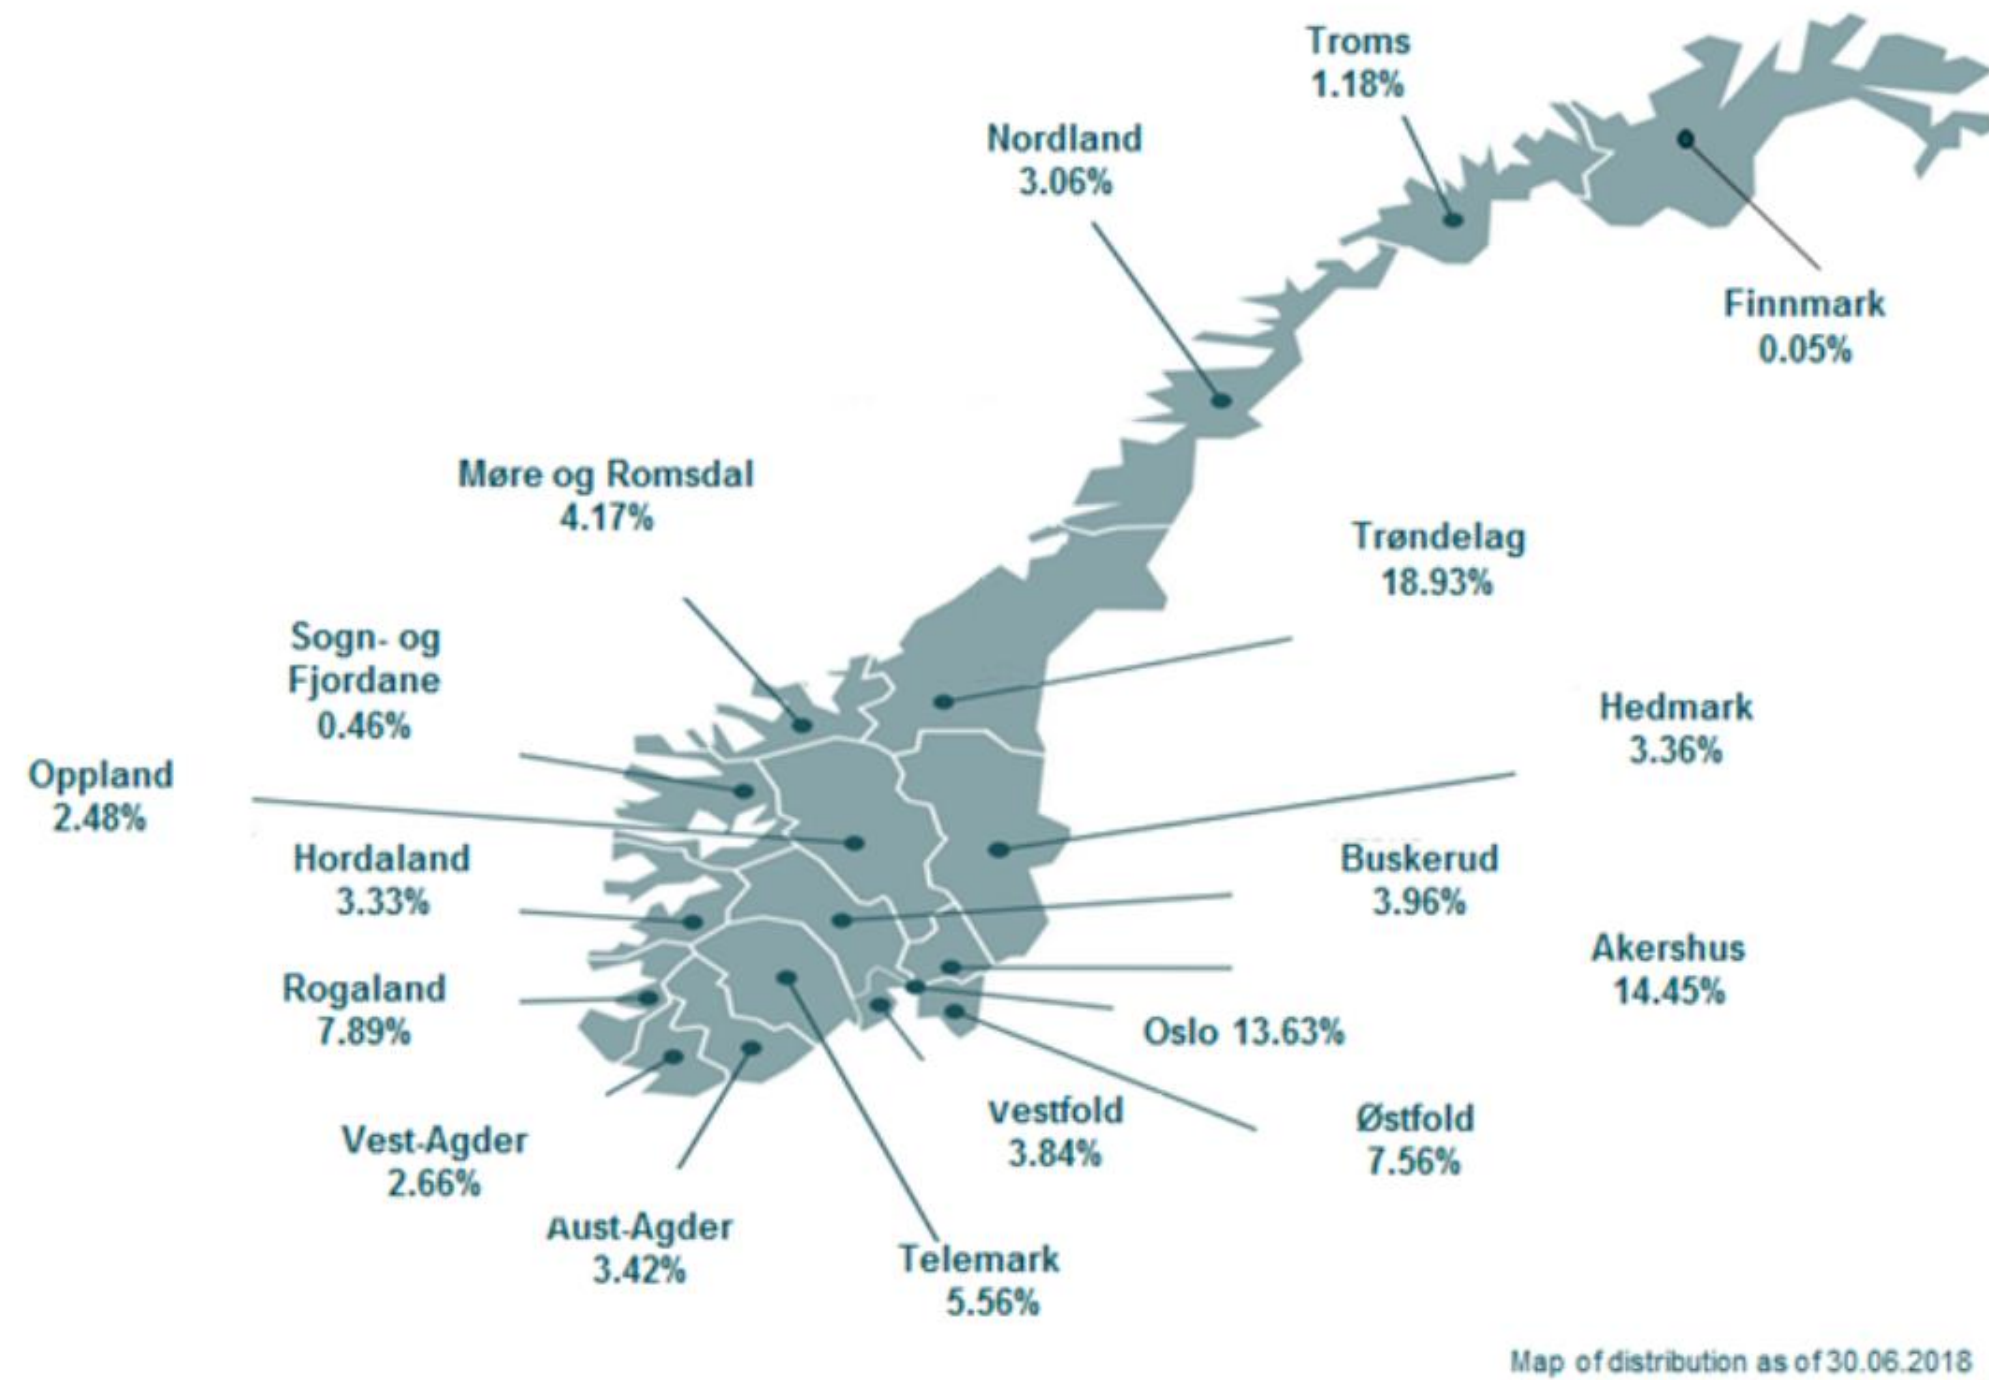 Troms
1.18%
Nordland
3.06%
Finnmark
0.05%
Møre og Romsdal
4.17%
Trøndelag
18.93%
Sogn- og
Fjordane
0.46%
Hedmark
3.36%
Oppland
2.48%
Hordaland
3.33%
Buskerud
3.96%
Akershus
14.45%
Rogaland
7.89%
Oslo 13.63%
Vestfold
3.84%
Østfold
7.56%
Vest-Agder
2.66%
Aust-Agder
3.42%
Telemark
5.56%
Map of distribution as of 30.06.2018